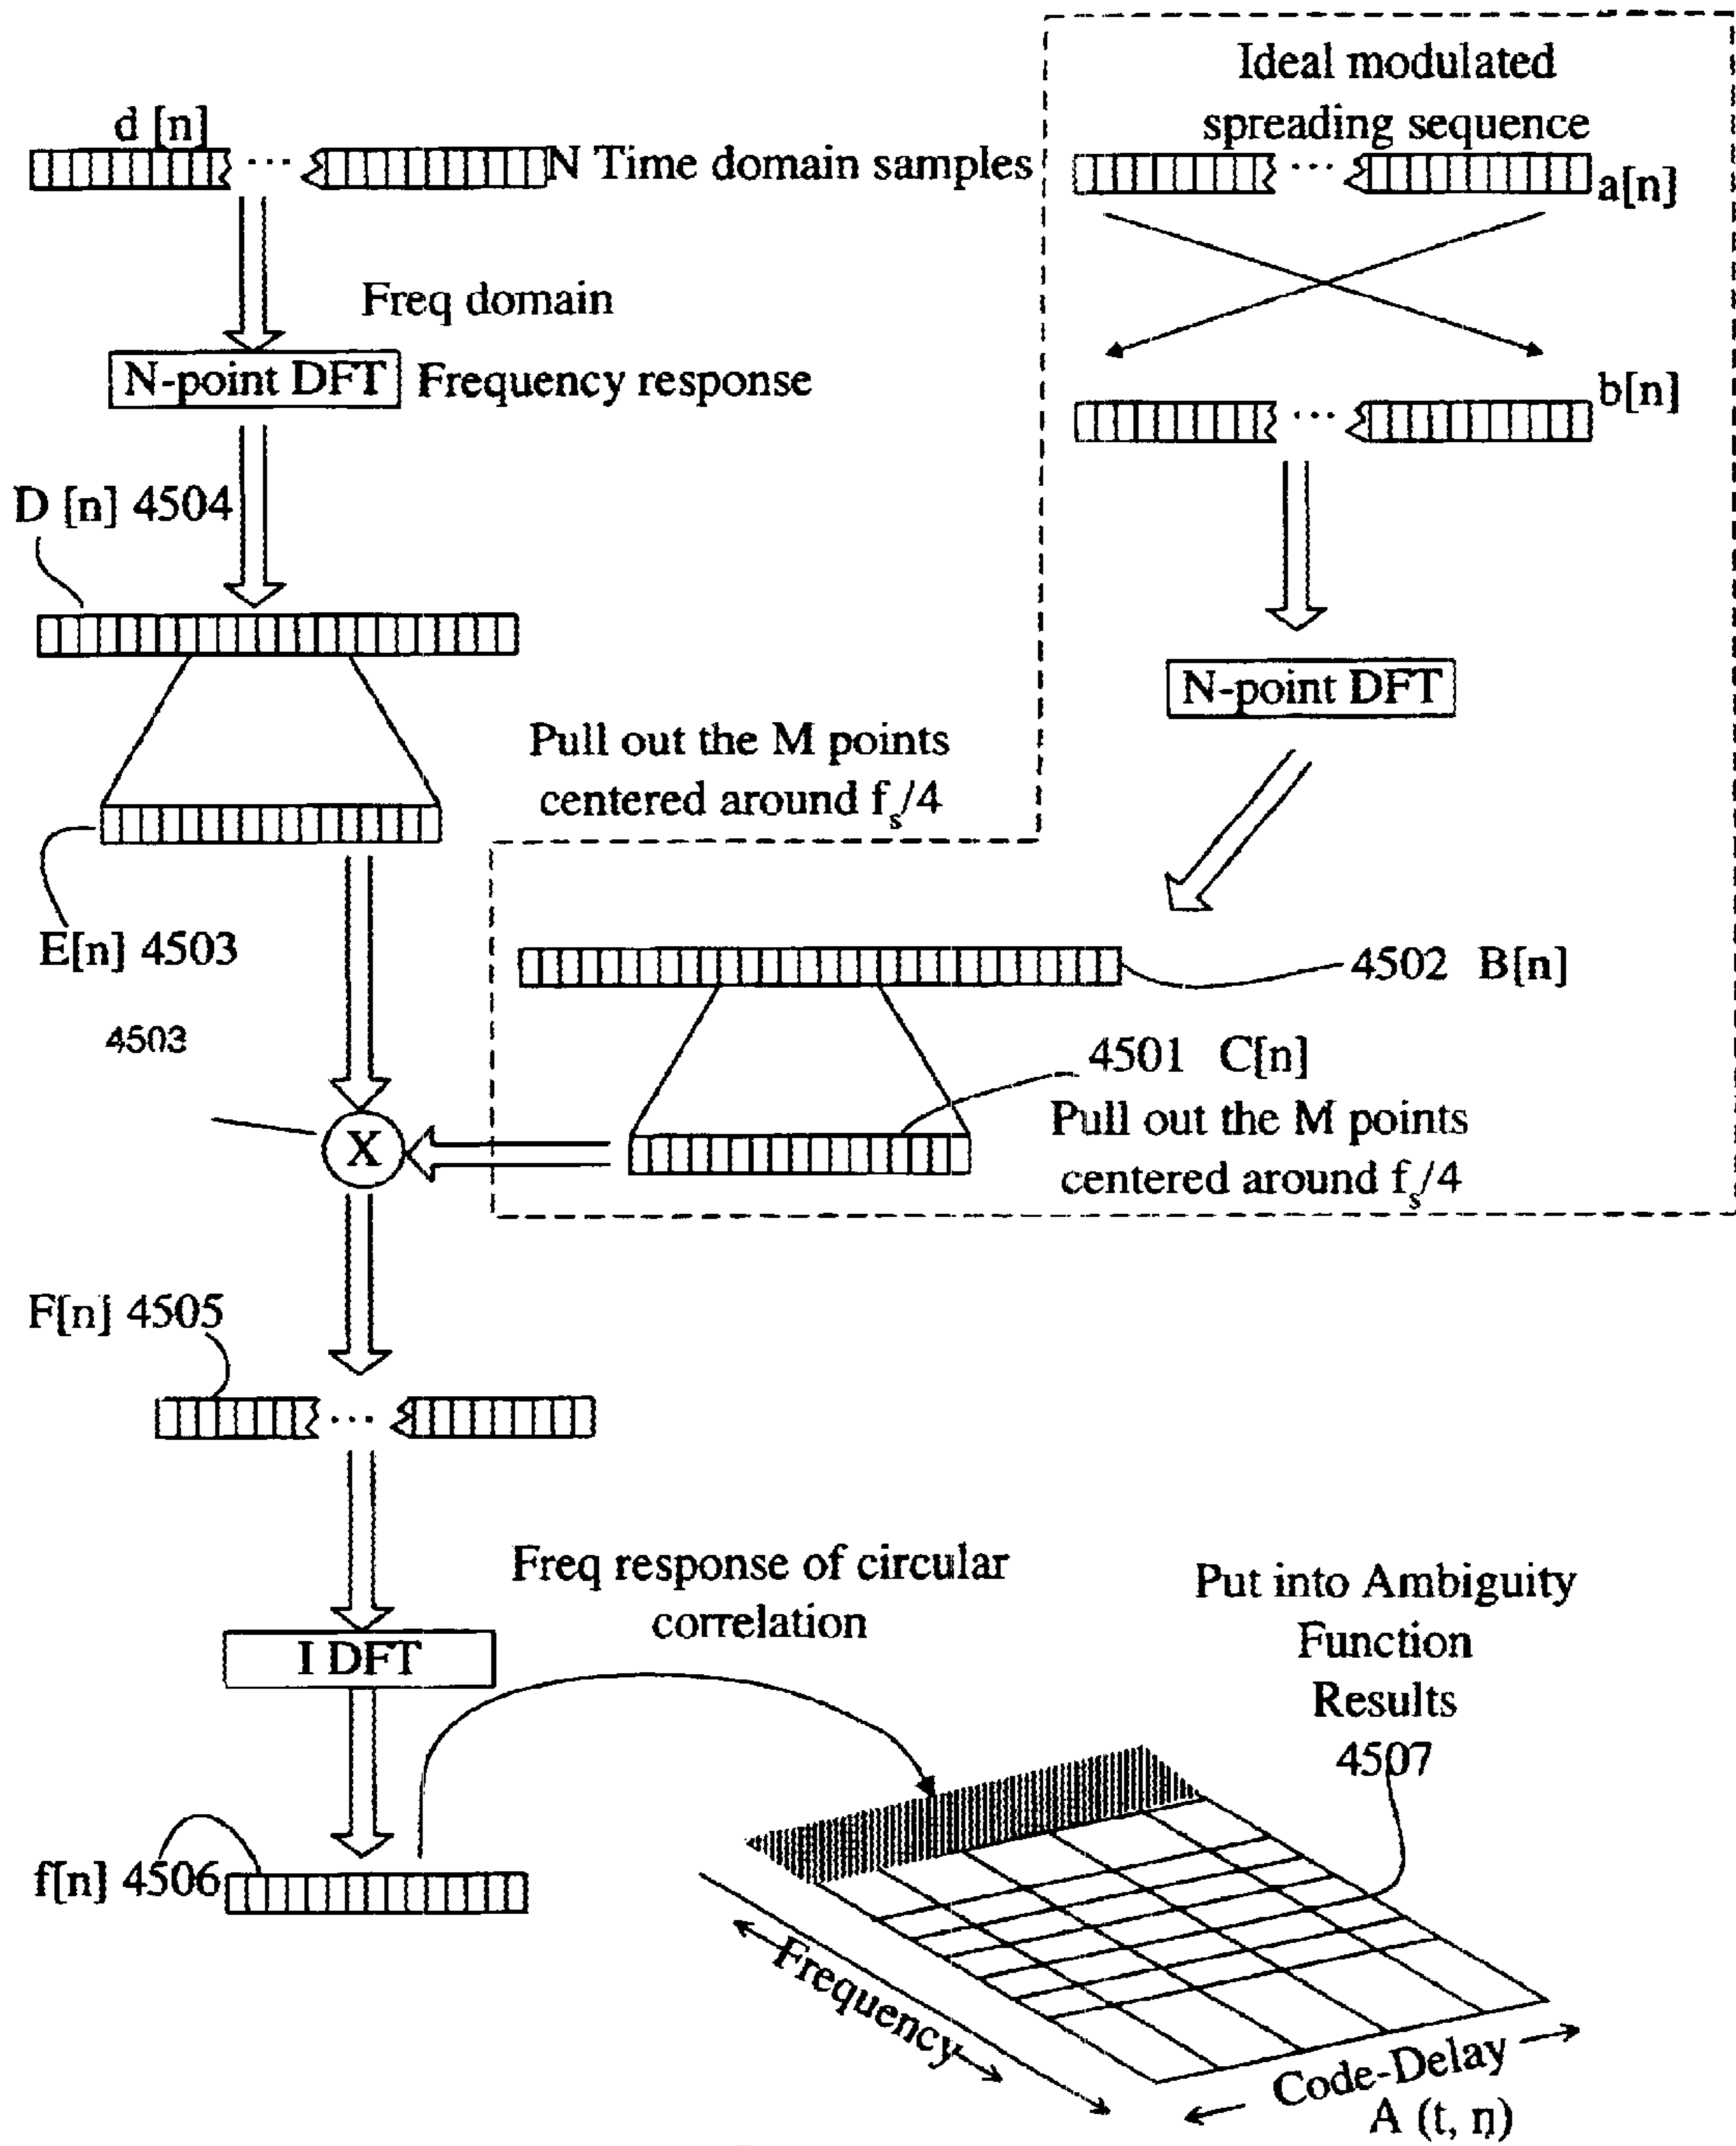 Ideal modulated
spreading sequence
d [n]
N Time domain samples
a[n]
Freq domain
N-point DFT
Frequency response
b[n]
D [n] 4504
N-point DFT
Pull out the M points
centered around fs/4
E[n] 4503
4502 B[n]
4503
4501 C[n]
Pull out the M points
centered around fs/4
X
F[n] 4505
Freq response of circular
correlation
Put into Ambiguity
Function
Results
4507
I DFT
f[n] 4506
Frequency
Code-Delay
A (t, n)